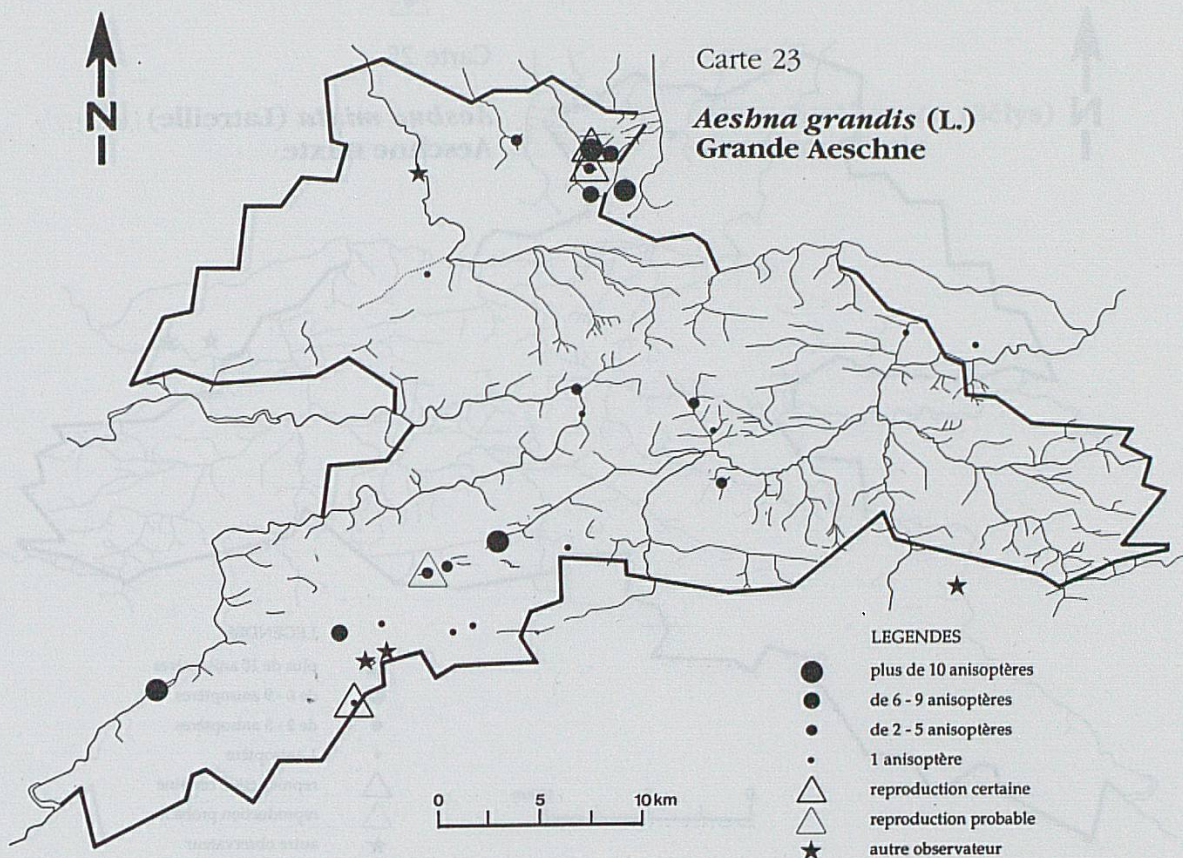 N
Carte 23
Aeshna grandis (L.)
Grande Aeschne
LEGENDES
plus de 10 anisoptères
de 6 - 9 anisoptères
de 2 - 5 anisoptères
1 anisoptère
reproduction certaine
reproduction probable
autre observateur
0 5 10 km